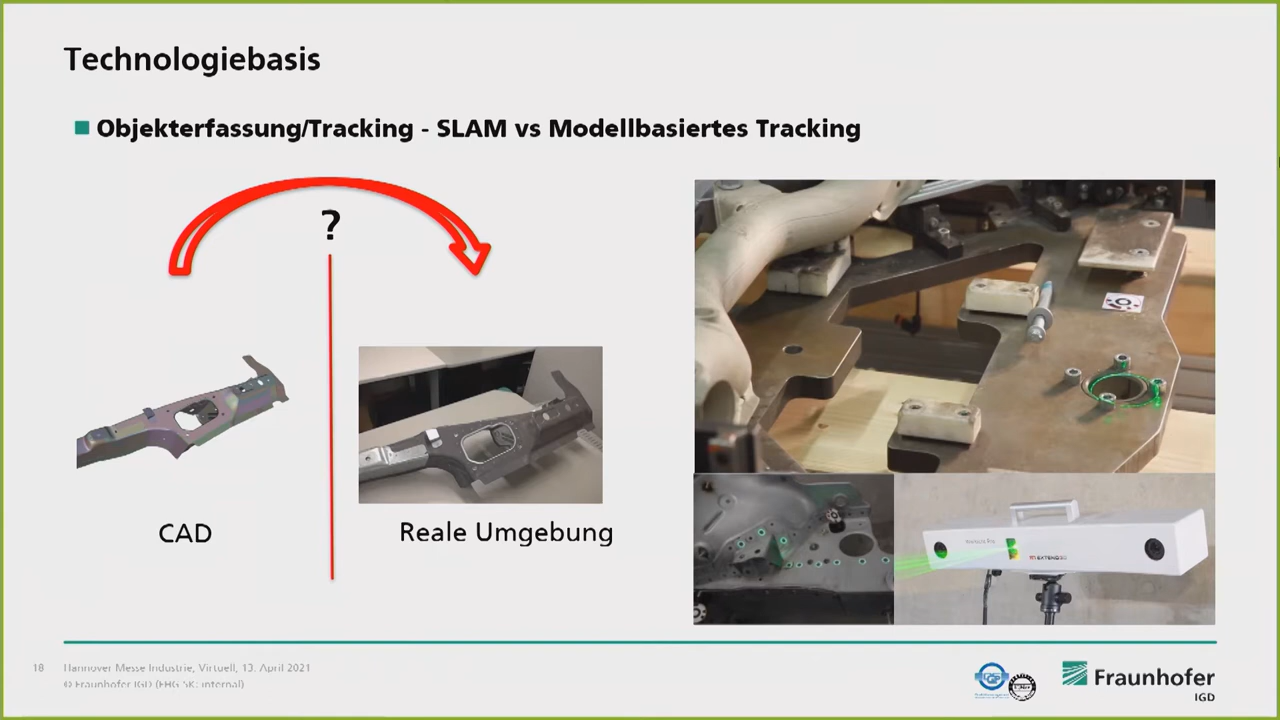 Technologiebasis
Objekterfassung/Tracking - SLAM vs Modellbasiertes Tracking
?
CAD
Reale Umgebung
EXTEND3D
18
Hannover Messe Industrie, Virtuell, 13. April 2021
© Fraunhofer IGD (FHG SK: internal)
Fraunhofer
IGD